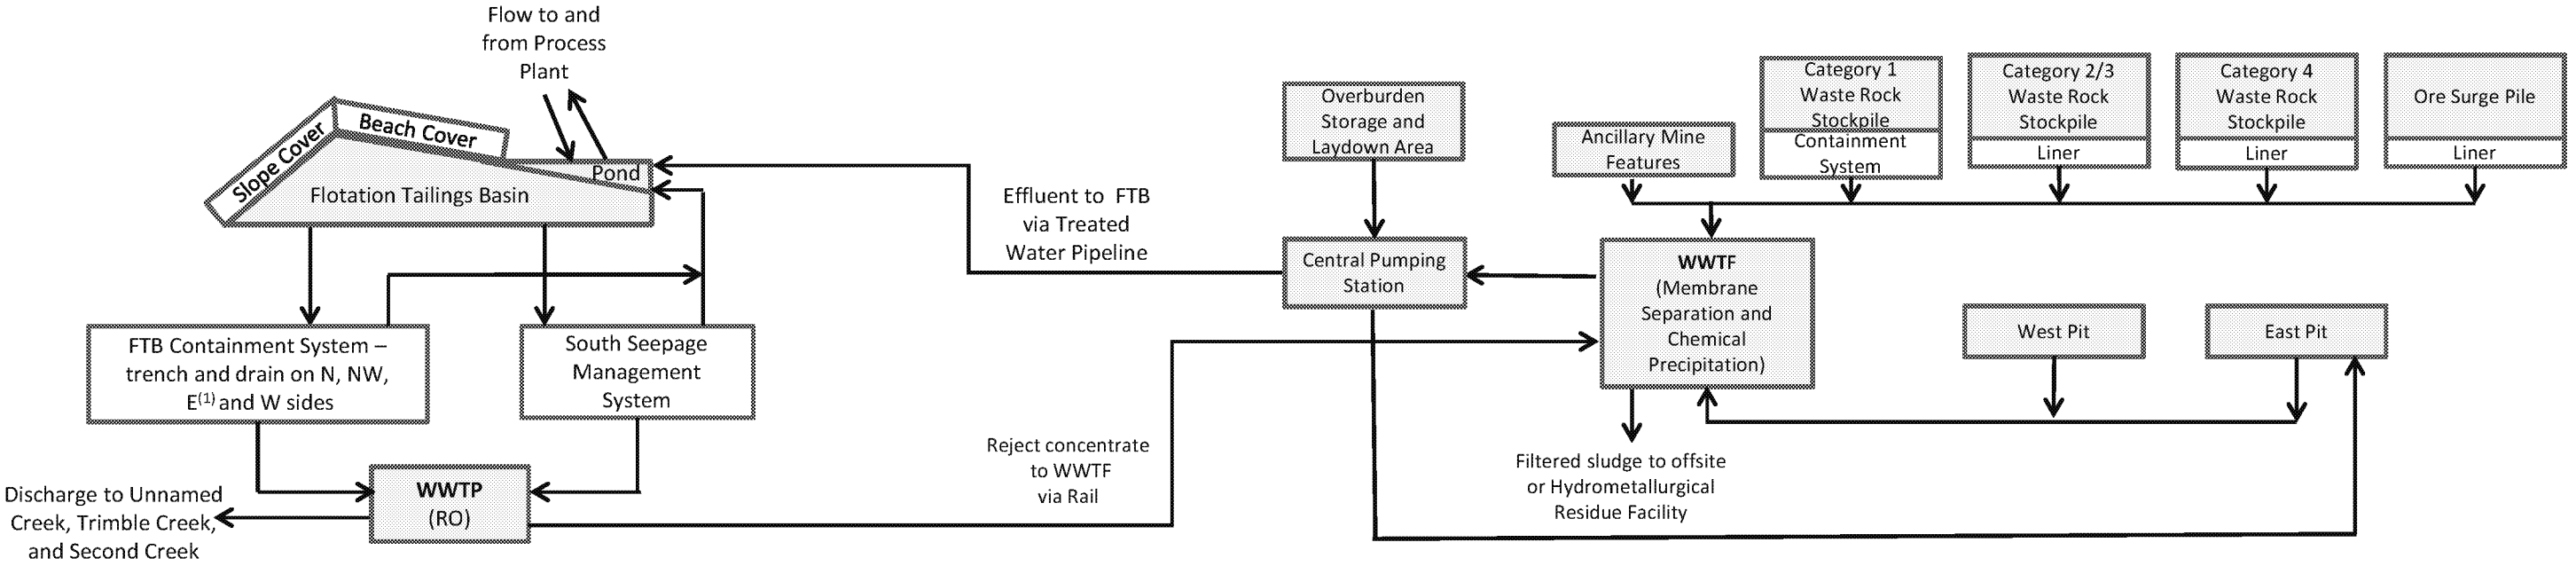 Flow to and
from Process
Plant
Slope Cover
Beach Cover
Pond
Flotation Tailings Basin
FTB Containment System –
trench and drain on N, NW,
E(1) and W sides
South Seepage
Management
System
WWTP
(RO)
Discharge to Unnamed
Creek, Trimble Creek,
and Second Creek
Effluent to FTB
via Treated
Water Pipeline
Reject concentrate
to WWTF
via Rail
Overburden
Storage and
Laydown Area
Central Pumping
Station
Ancillary Mine
Features
Category 1
Waste Rock
Stockpile
Containment
System
Category 2/3
Waste Rock
Stockpile
Liner
Category 4
Waste Rock
Stockpile
Liner
Ore Surge Pile
Liner
WWTF
(Membrane
Separation and
Chemical
Precipitation)
West Pit
East Pit
Filtered sludge to offsite
or Hydrometallurgical
Residue Facility